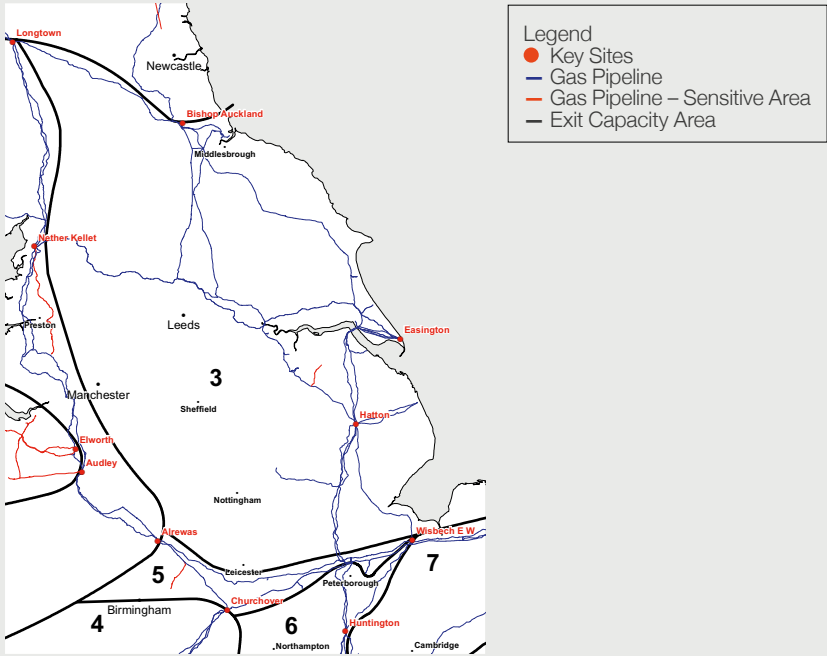 Longtown
Newcastle
Bishop Auckland
Middlesbrough
Nether Kellet
Preston
Leeds
Easington
3
Manchester
Sheffield
Hatton
Elworth
Audley
Nottingham
Alrewas
Wisbech E W
5
Leicester
7
Peterborough
4
Birmingham
Churchover
6
Huntington
Northampton
Cambridge
Legend
Key Sites
Gas Pipeline
Gas Pipeline – Sensitive Area
Exit Capacity Area